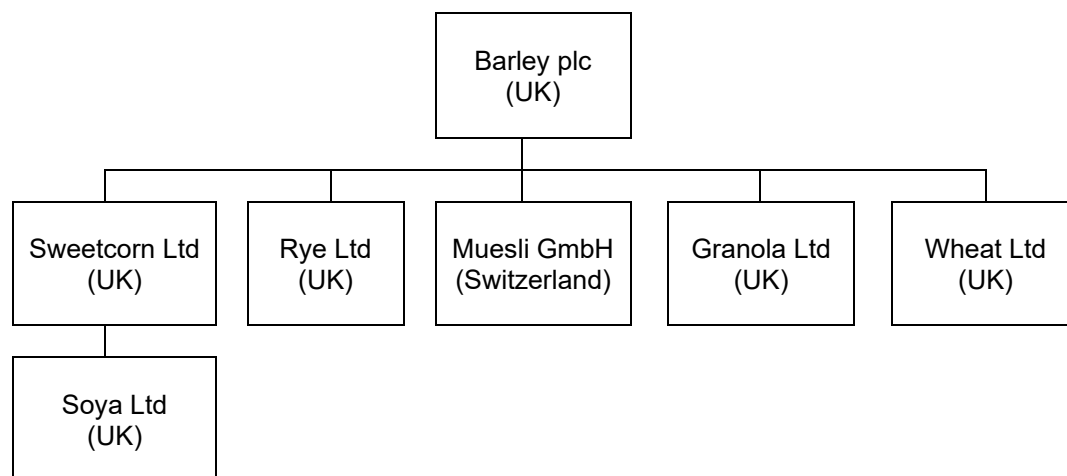 Barley plc
(UK)
Sweetcorn Ltd
(UK)
Rye Ltd
(UK)
Muesli GmbH
(Switzerland)
Granola Ltd
(UK)
Wheat Ltd
(UK)
Soya Ltd
(UK)